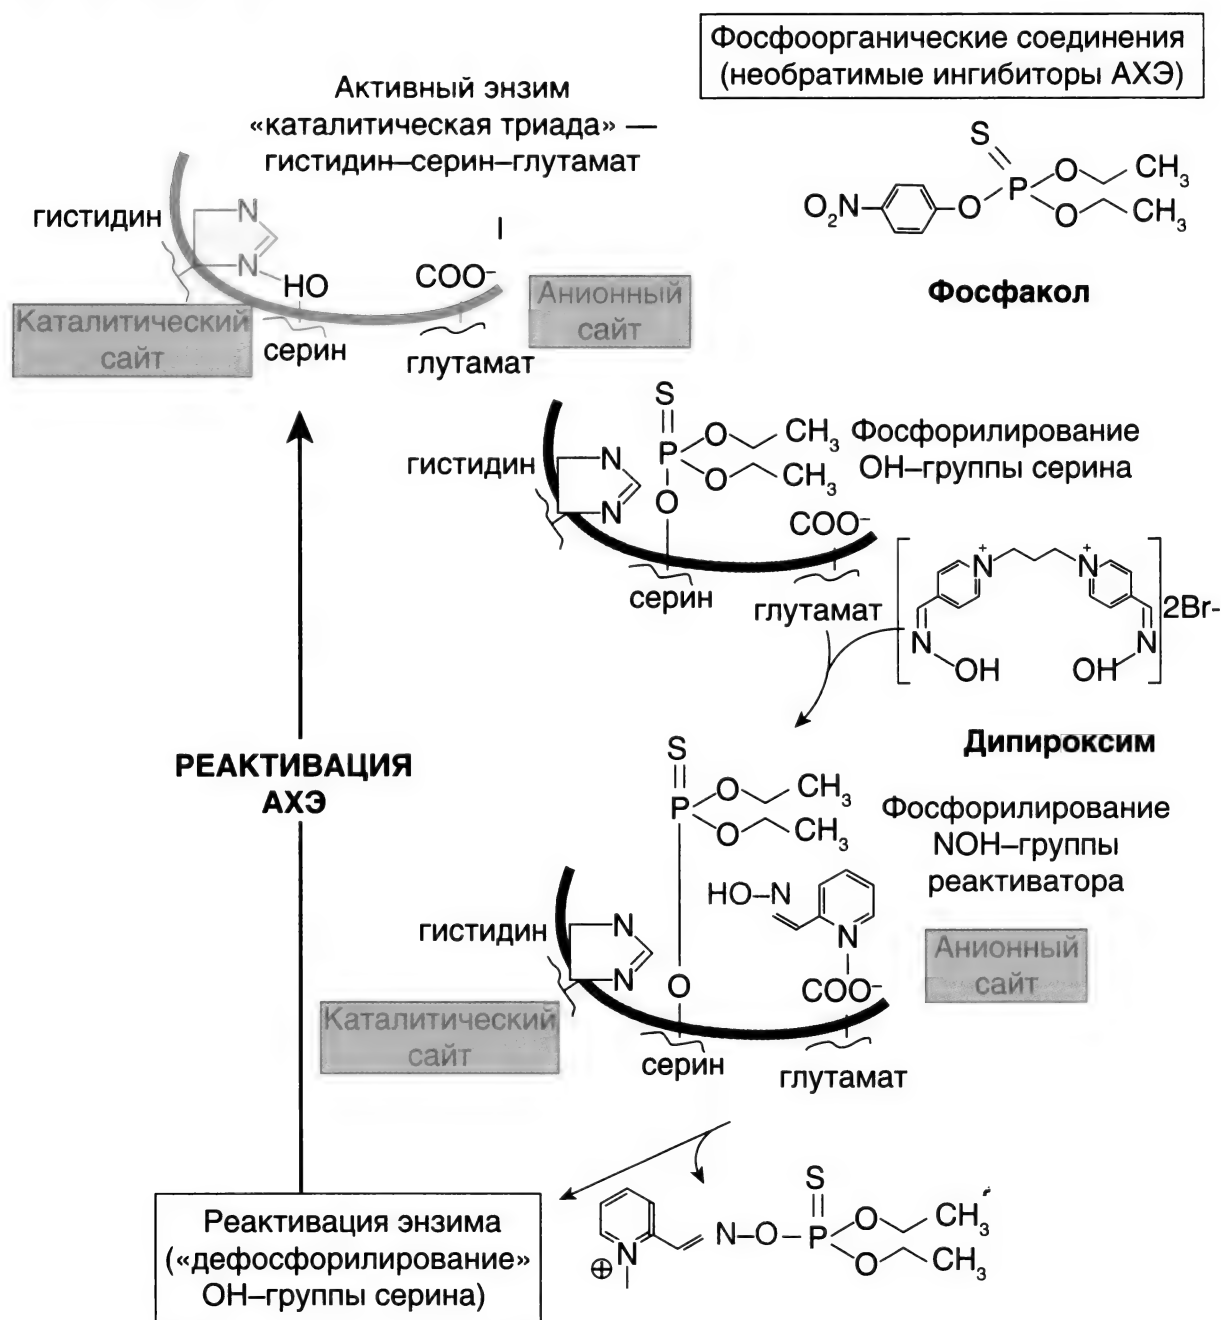 Фосфоорганические соединения
(необратимые ингибиторы АХЭ)
Активный энзим
«каталитическая триада» —
гистидин–серин–глутамат
S
O₂N
O
P
O
CH₃
O
CH₃
Фосфакол
гистидин
N
N
HO
COO⁻
Каталитический
сайт
серин
глутамат
Анионный
сайт
S
P
O
CH₃
O
CH₃
O
Фосфорилирование
ОН–группы серина
гистидин
N
N
COO⁻
серин
глутамат
N⁺
N⁺
N
OH
N
OH
2Br-
Дипироксим
РЕАКТИВАЦИЯ
АХЭ
S
P
O
CH₃
O
CH₃
Фосфорилирование
NOH–группы
реактиватора
HO–N
N
гистидин
N
N
O
COO⁻
Анионный
сайт
Каталитический
сайт
серин
глутамат
Реактивация энзима
(«дефосфорилирование»
ОН–группы серина)
N
⊕
N–O–P
S
O
CH₃
O
CH₃